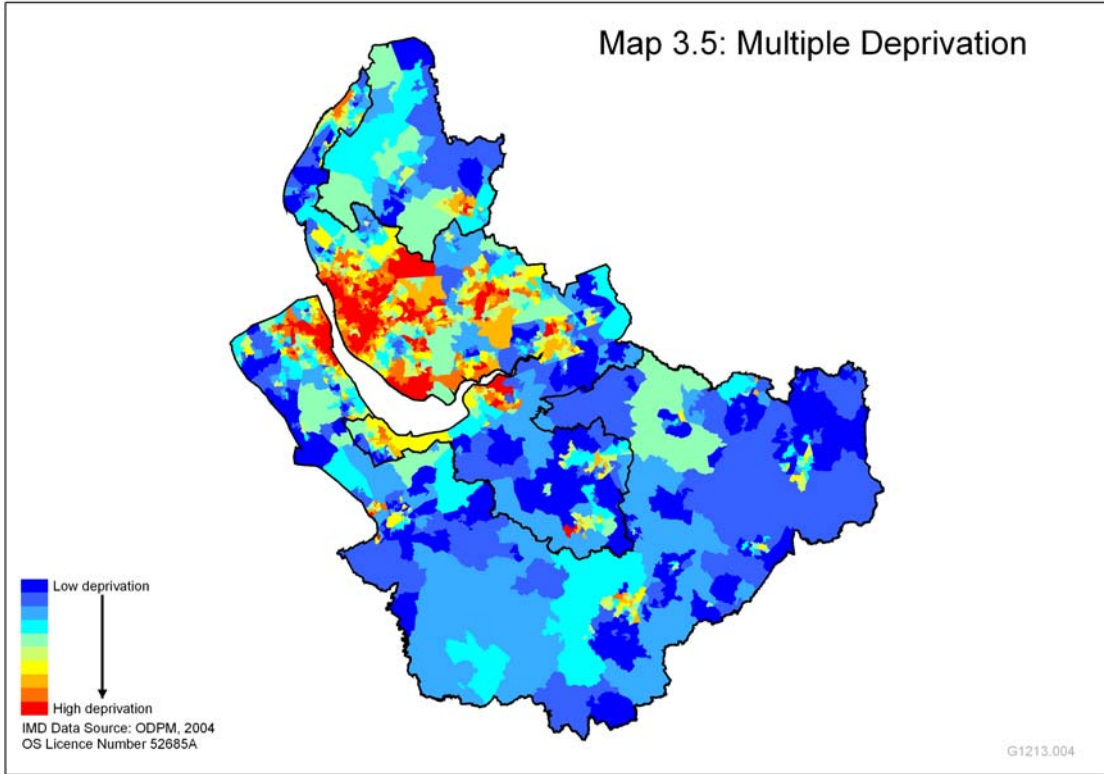 Map 3.5: Multiple Deprivation
Low deprivation
High deprivation
IMD Data Source: ODPM, 2004
OS Licence Number 52685A
G1213.004